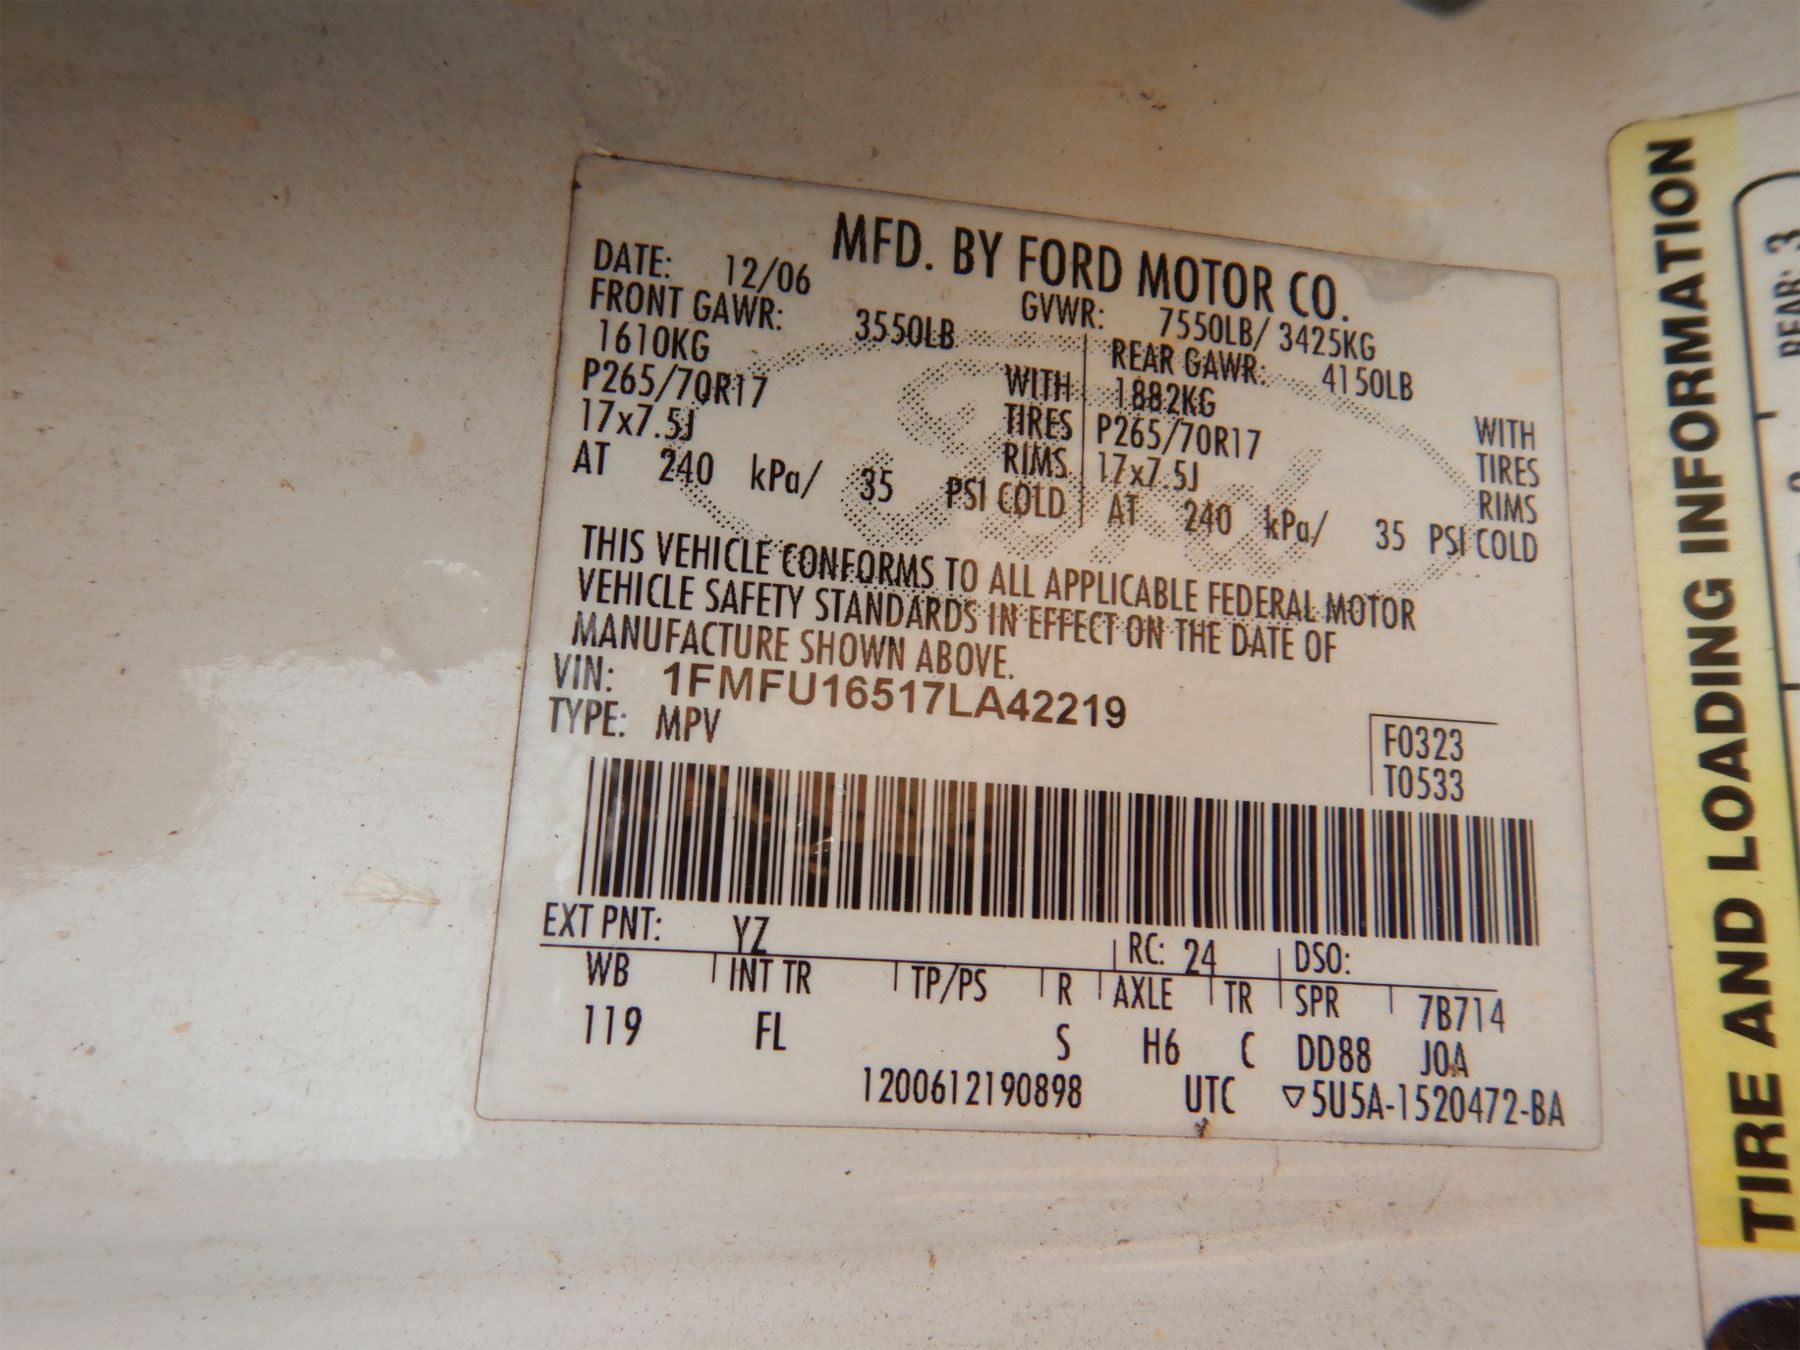 MFD. BY FORD MOTOR CO.
DATE: 12/06 GVWR: 7550LB/ 3425KG
FRONT GAWR: 3550LB REAR GAWR: 4150LB
1610KG WITH 1882KG WITH
P265/70R17 TIRES P265/70R17 TIRES
17x7.5J RIMS 17x7.5J RIMS
AT 240 kPa/ 35 PSI COLD AT 240 kPa/ 35 PSI COLD
THIS VEHICLE CONFORMS TO ALL APPLICABLE FEDERAL MOTOR
VEHICLE SAFETY STANDARDS IN EFFECT ON THE DATE OF
MANUFACTURE SHOWN ABOVE.
VIN: 1FMFU16517LA42219
TYPE: MPV
F0323
T0533
EXT PNT: YZ RC: 24 DSO:
WB INT TR TP/PS R AXLE TR SPR 7B714
119 FL S H6 C DD88 JOA
1200612190898 UTC ▽5U5A-1520472-BA
Ford
TIRE AND LOADING INFORMATION
REAR: 3